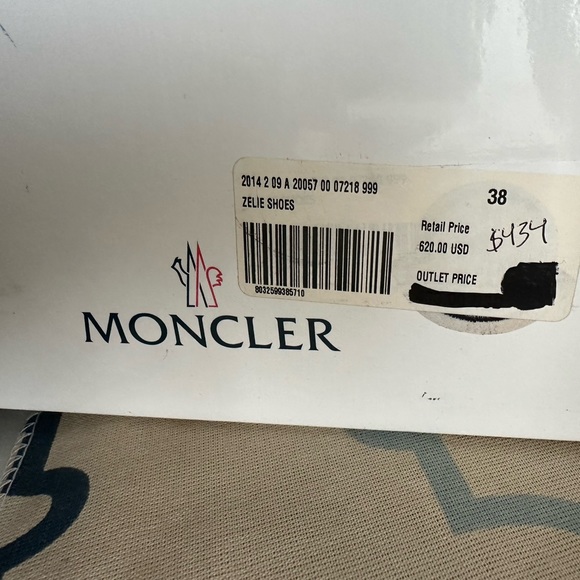 2014 2 09 A 20057 00 07218 999
ZELIE SHOES
38
Retail Price
620.00 USD
$434
OUTLET PRICE
8032599385710
MONCLER